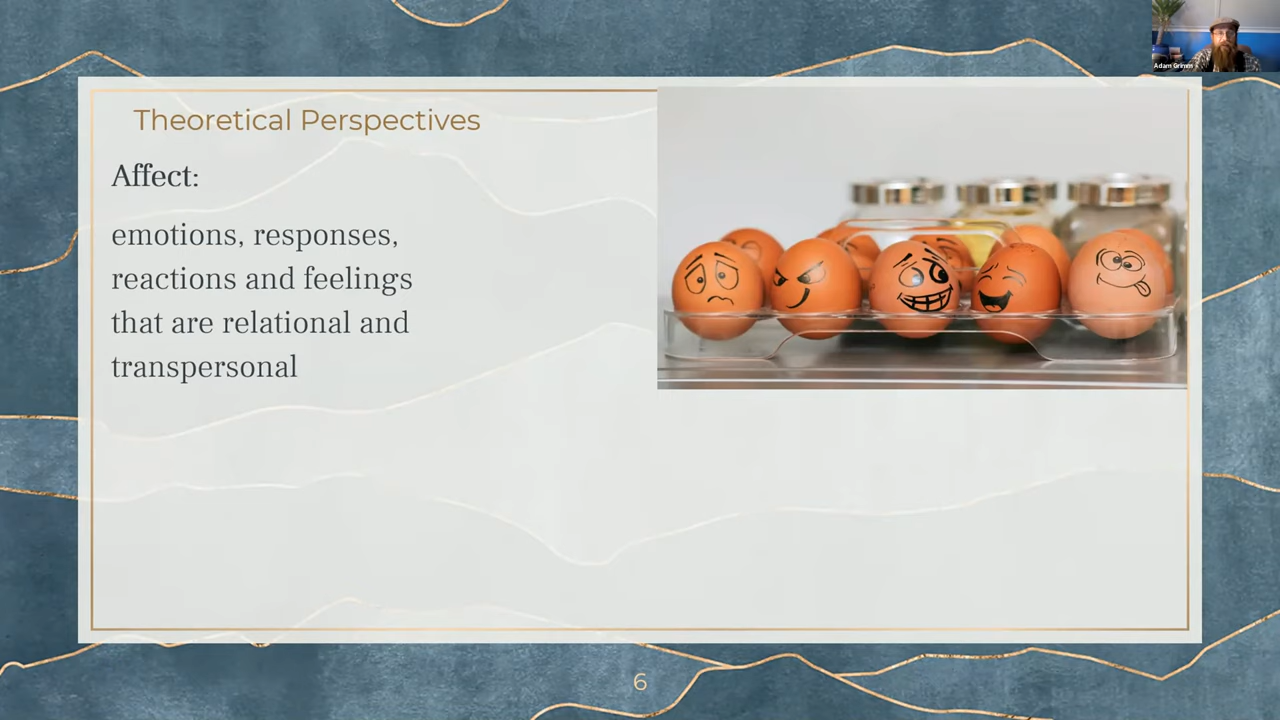 Adam Grimm
Theoretical Perspectives
Affect:
emotions, responses,
reactions and feelings
that are relational and
transpersonal
6